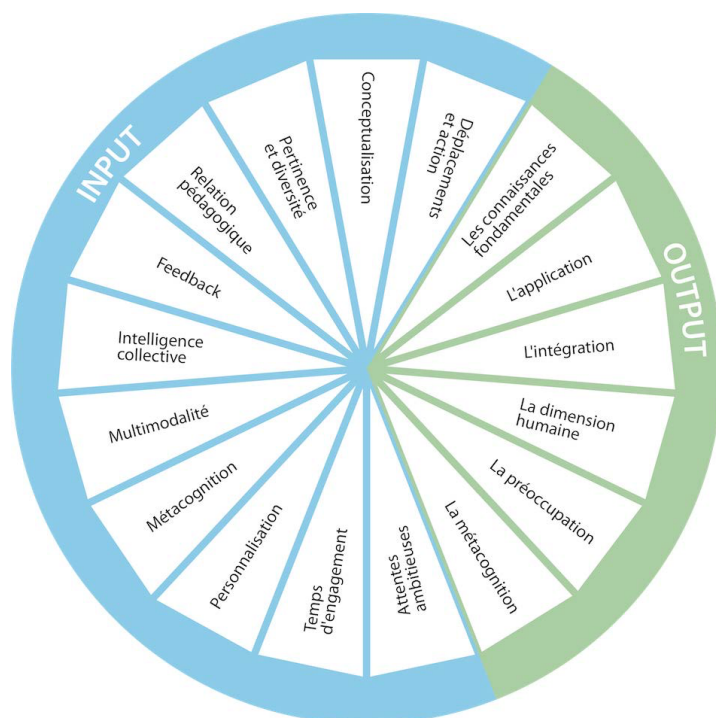 INPUT
OUTPUT
Conceptualisation
Déplacements
et action
Les connaissances
fondamentales
L'application
L'intégration
La dimension
humaine
La préoccupation
La métacognition
Attentes
ambitieuses
Temps
d'engagement
Personnalisation
Métacognition
Multimodalité
Intelligence
collective
Feedback
Relation
pédagogique
Pertinence
et diversité